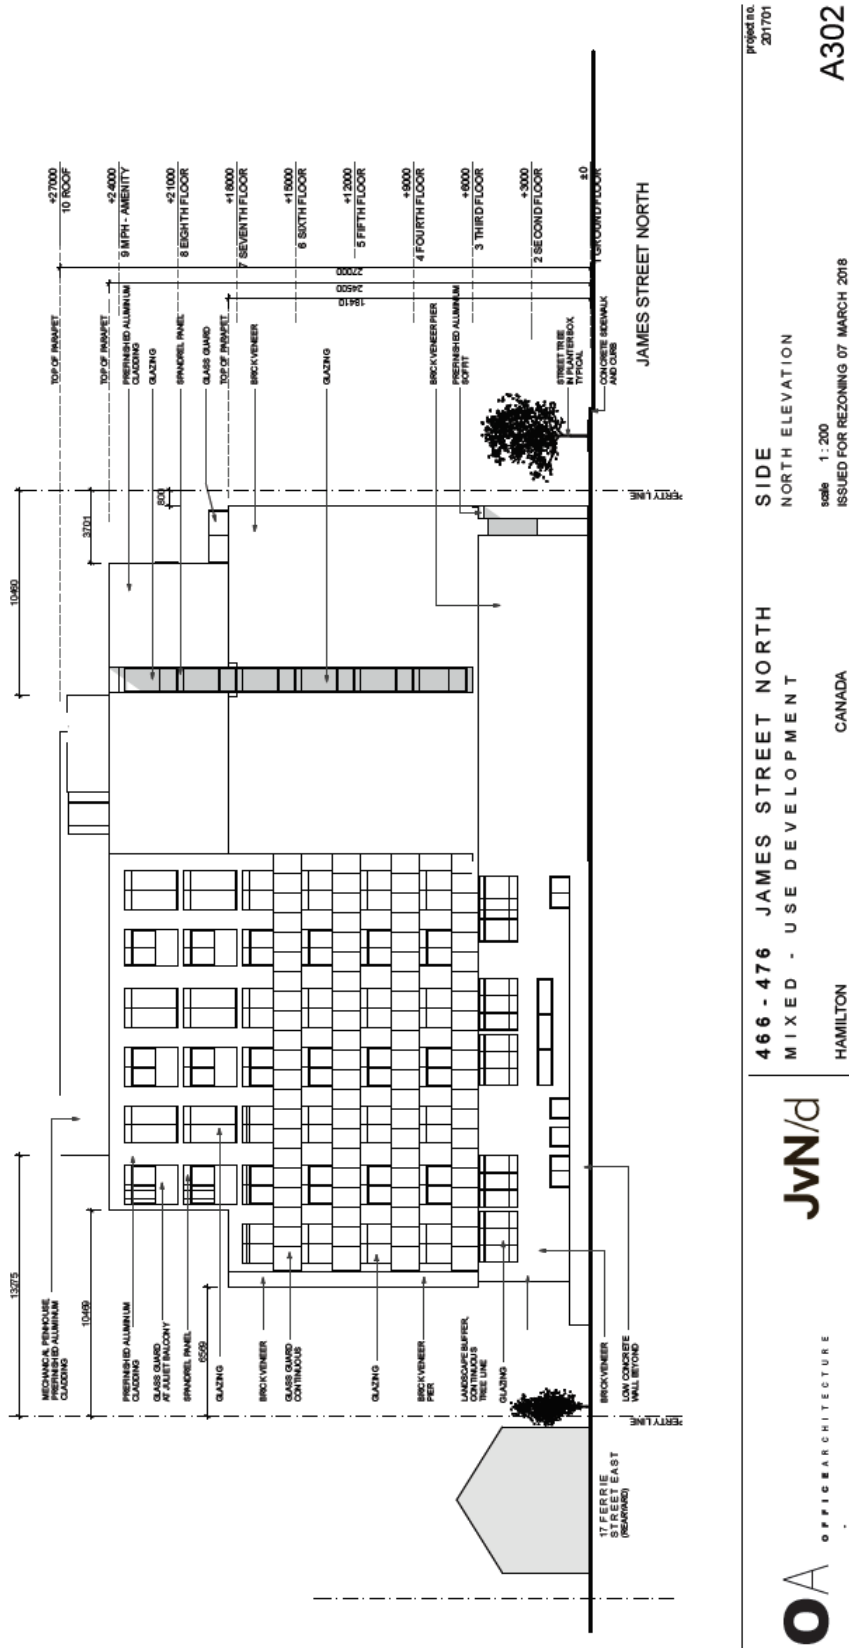 +27000
10 ROOF
+24000
9 MPH - AMENITY
+21000
8 EIGHTH FLOOR
+18000
7 SEVENTH FLOOR
+15000
6 SIXTH FLOOR
+12000
5 FIFTH FLOOR
+9000
4 FOURTH FLOOR
+6000
3 THIRD FLOOR
+3000
2 SECOND FLOOR
±0
1 GROUND FLOOR
27000
24500
18410
JAMES STREET NORTH
TOP OF PARAPET
TOP OF PARAPET
PREFINISHED ALUMINUM
CLADDING
GLAZING
SPANDREL PANEL
GLASS GUARD
TOP OF PARAPET
BRICK VENEER
GLAZING
BRICK VENEER PIER
PREFINISHED ALUMINUM
SOFFIT
STREET TREE
IN PLANTER BOX,
TYPICAL
CONCRETE SIDEWALK
AND CURB
10460
3701
800
PERTY LINE
13275
10469
6569
MECHANICAL PENHOUSE,
PREFINISHED ALUMINUM
CLADDING
PREFINISHED ALUMINUM
CLADDING
GLASS GUARD
AT JULIET BALCONY
SPANDREL PANEL
GLAZING
BRICK VENEER
GLASS GUARD
CONTINUOUS
GLAZING
BRICK VENEER
PIER
LANDSCAPE BUFFER,
CONTINUOUS
TREE LINE
GLAZING
BRICK VENEER
LOW CONCRETE
WALL BEYOND
PERTY LINE
17 FERRIE
STREET EAST
(REARYARD)
OA OFFICEARCHITECTURE
JvN/d
466 - 476 JAMES STREET NORTH
MIXED - USE DEVELOPMENT
HAMILTON CANADA
SIDE
NORTH ELEVATION
scale 1 : 200
ISSUED FOR REZONING 07 MARCH 2018
project no.
201701
A302